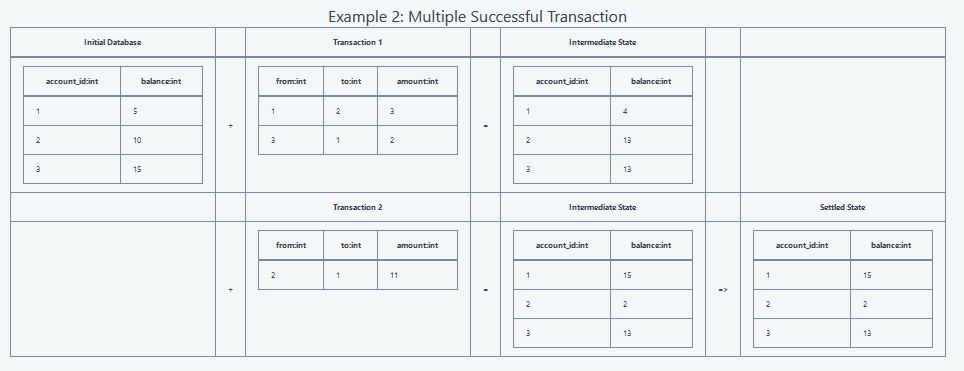 Example 2: Multiple Successful Transaction
Initial Database Transaction 1 Intermediate State
account_id:int balance:int from:int to:int amount:int account_id:int balance:int
1 5 1 2 3 1 4
+ =
2 10 3 1 2 2 13
3 15 3 13
Transaction 2 Intermediate State Settled State
from:int to:int amount:int account_id:int balance:int account_id:int balance:int
2 1 11 1 15 1 15
+ = =>
2 2 2 2
3 13 3 13